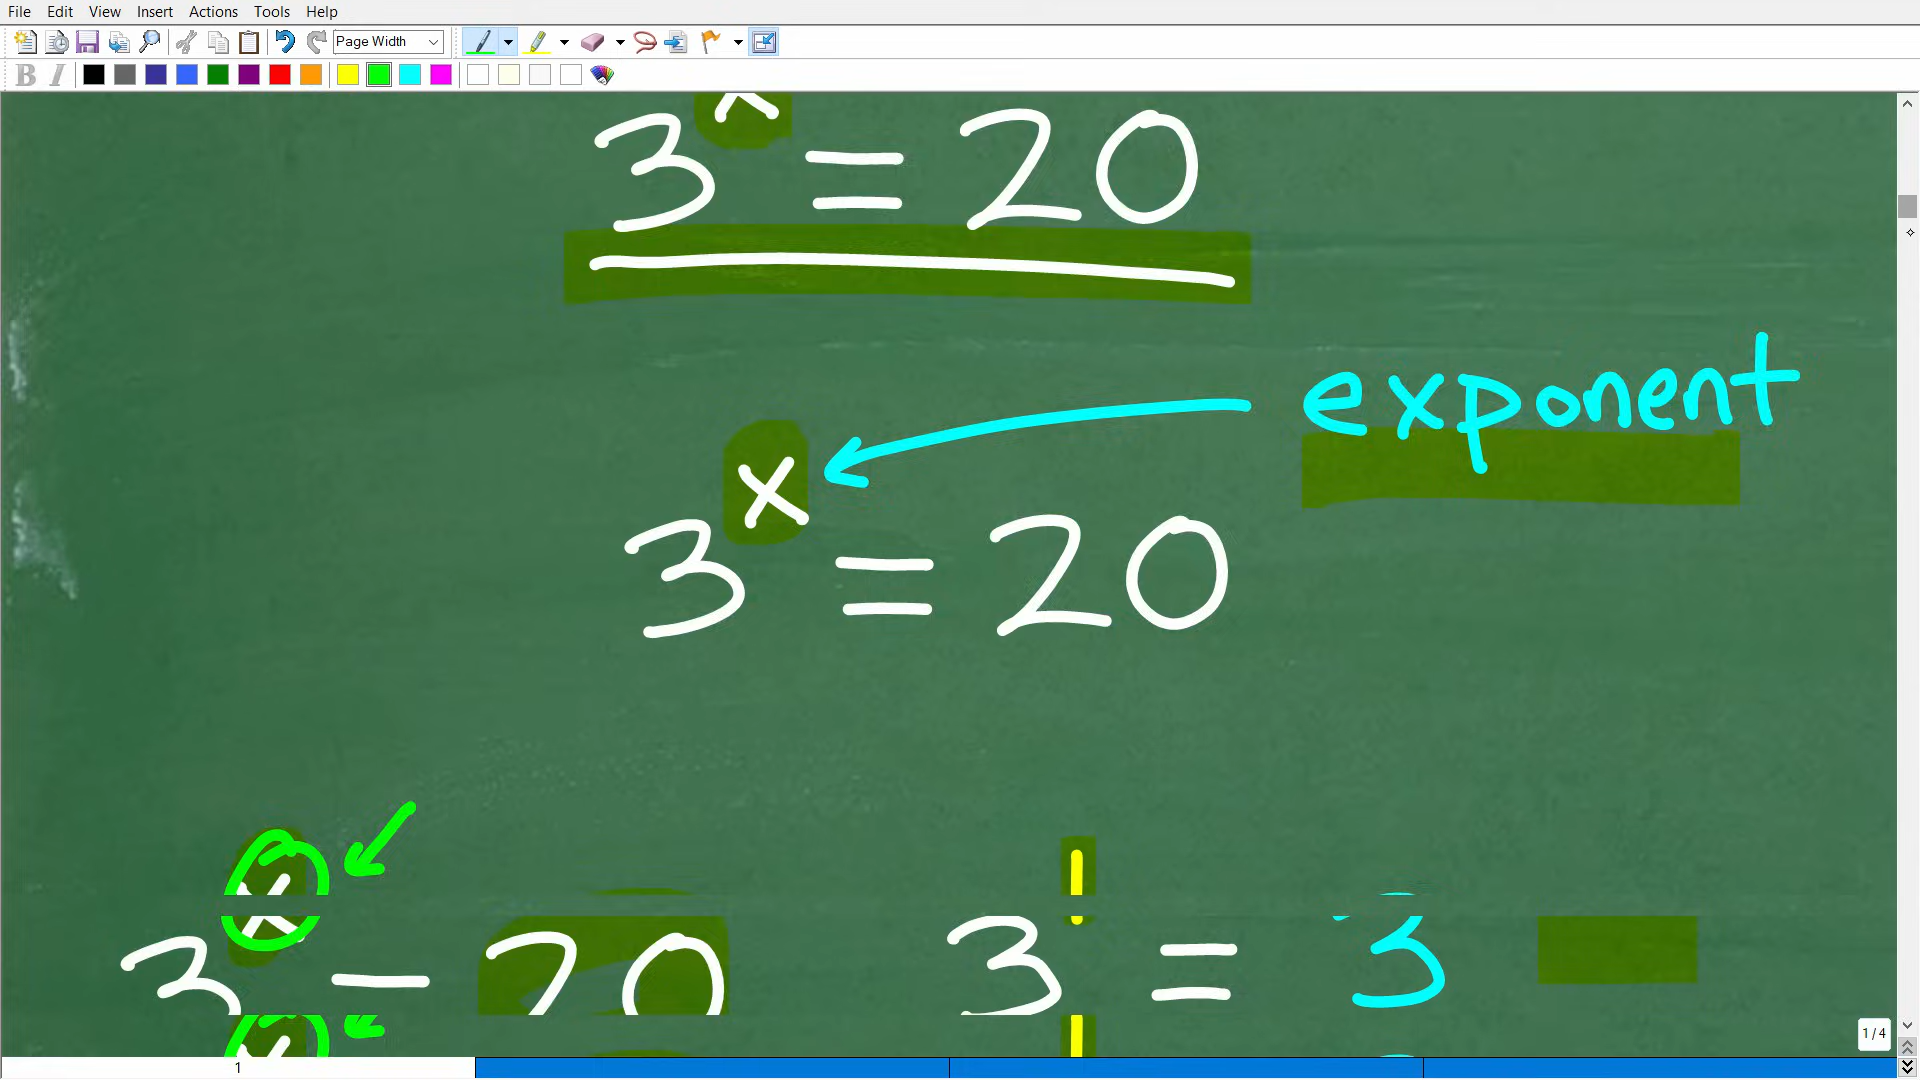 File Edit View Insert Actions Tools Help
Page Width
B I
3^x = 20
exponent
3^x = 20
3 = 20 3^1 = 3
1 / 4
1